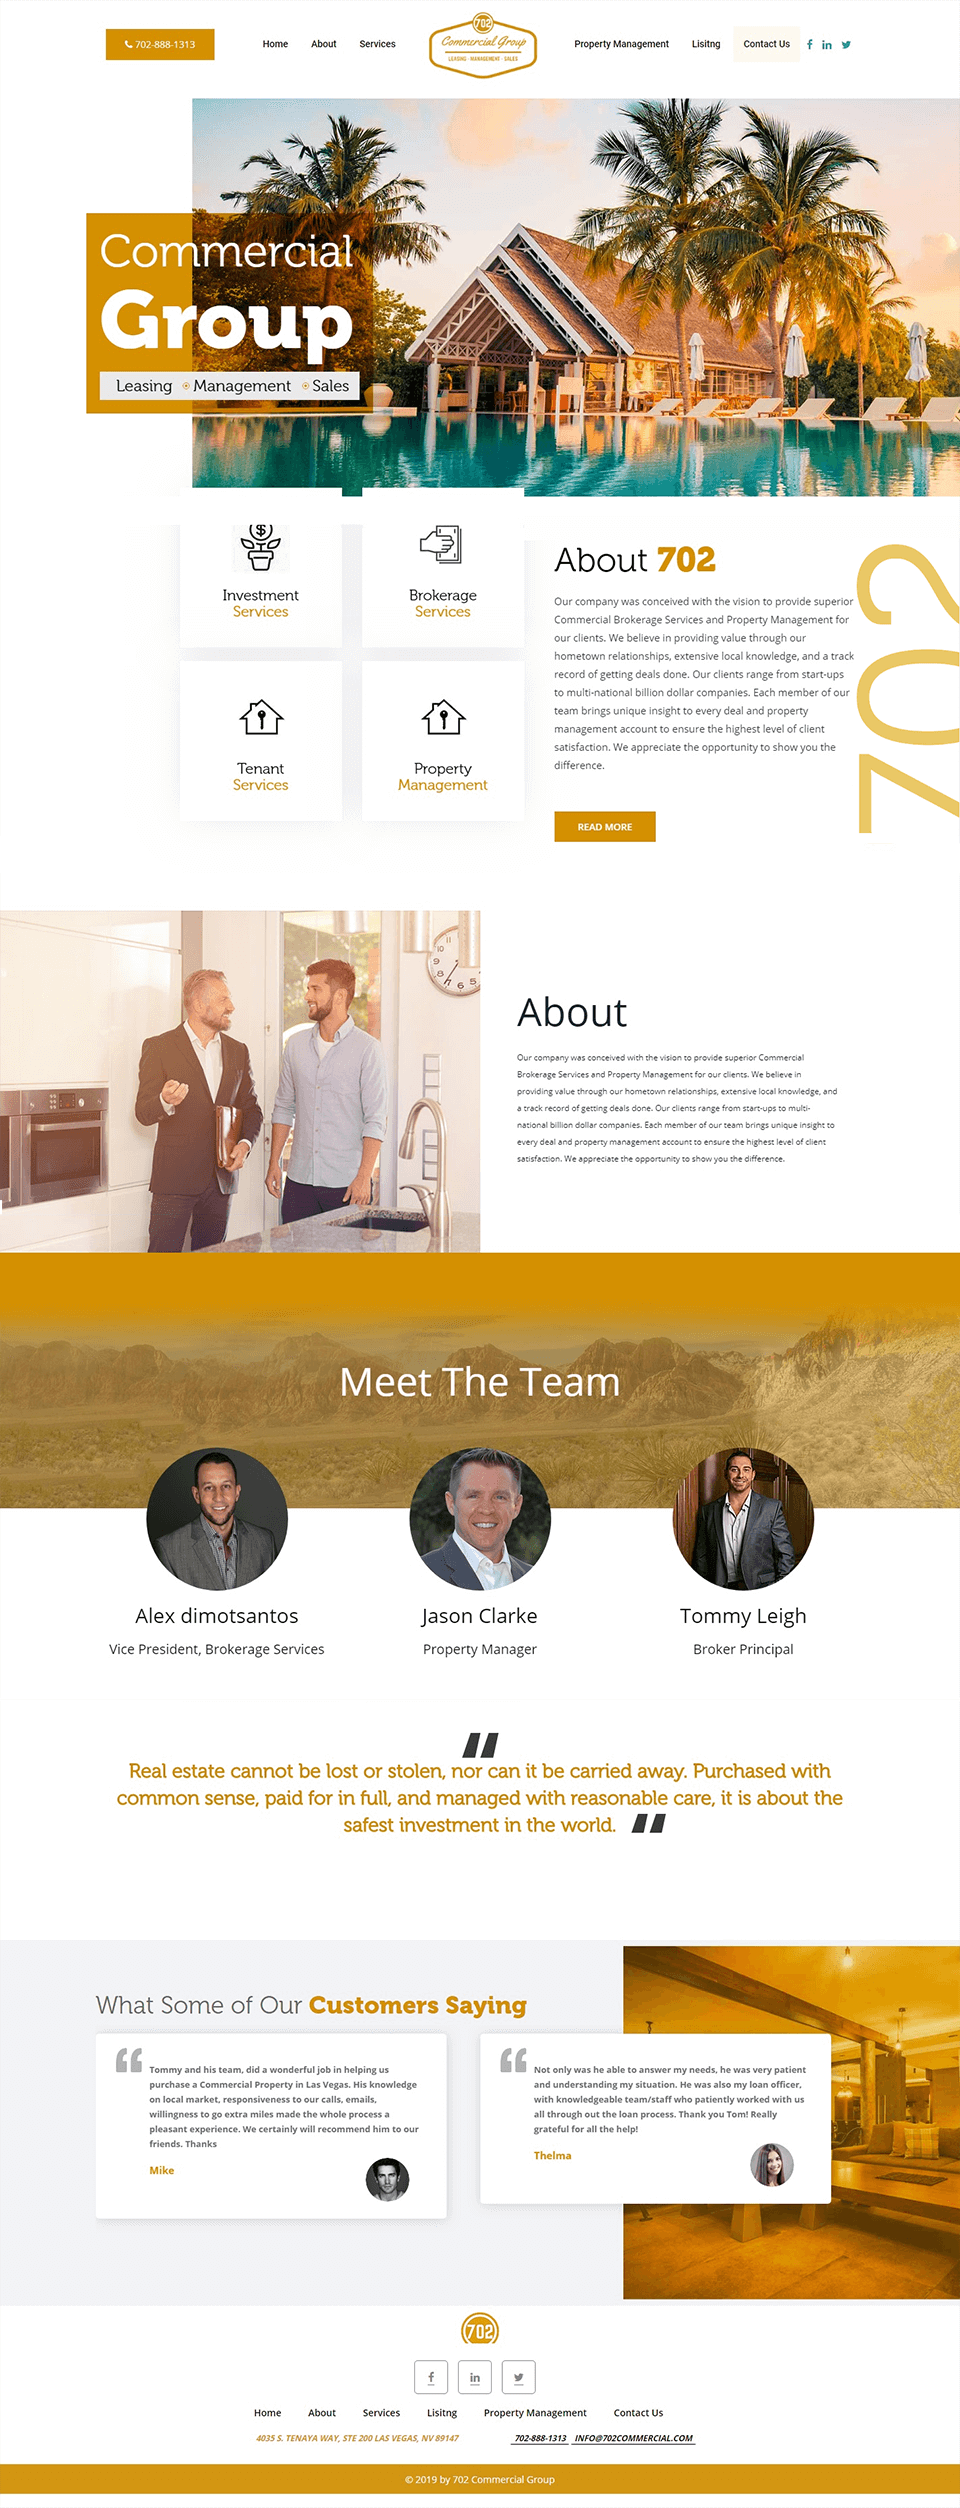 702-888-1313
Home About Services
702
Commercial Group
LEASING · MANAGEMENT · SALES
Property Management Lisitng Contact Us
Commercial
Group
Leasing Management Sales
Investment
Services
Brokerage
Services
Tenant
Services
Property
Management
About 702
Our company was conceived with the vision to provide superior
Commercial Brokerage Services and Property Management for
our clients. We believe in providing value through our
hometown relationships, extensive local knowledge, and a track
record of getting deals done. Our clients range from start-ups
to multi-national billion dollar companies. Each member of our
team brings unique insight to every deal and property
management account to ensure the highest level of client
satisfaction. We appreciate the opportunity to show you the
difference.
READ MORE
702
About
Our company was conceived with the vision to provide superior Commercial
Brokerage Services and Property Management for our clients. We believe in
providing value through our hometown relationships, extensive local knowledge, and
a track record of getting deals done. Our clients range from start-ups to multi-
national billion dollar companies. Each member of our team brings unique insight to
every deal and property management account to ensure the highest level of client
satisfaction. We appreciate the opportunity to show you the difference.
Meet The Team
Alex dimotsantos
Vice President, Brokerage Services
Jason Clarke
Property Manager
Tommy Leigh
Broker Principal
"Real estate cannot be lost or stolen, nor can it be carried away. Purchased with
common sense, paid for in full, and managed with reasonable care, it is about the
safest investment in the world."
What Some of Our Customers Saying
Tommy and his team, did a wonderful job in helping us
purchase a Commercial Property in Las Vegas. His knowledge
on local market, responsiveness to our calls, emails,
willingness to go extra miles made the whole process a
pleasant experience. We certainly will recommend him to our
friends. Thanks
Mike
Not only was he able to answer my needs, he was very patient
and understanding my situation. He was also my loan officer,
with knowledgeable team/staff who patiently worked with us
all through out the loan process. Thank you Tom! Really
grateful for all the help!
Thelma
702
Home About Services Lisitng Property Management Contact Us
4035 S. TENAYA WAY, STE 200 LAS VEGAS, NV 89147 702-888-1313 INFO@702COMMERCIAL.COM
© 2019 by 702 Commercial Group